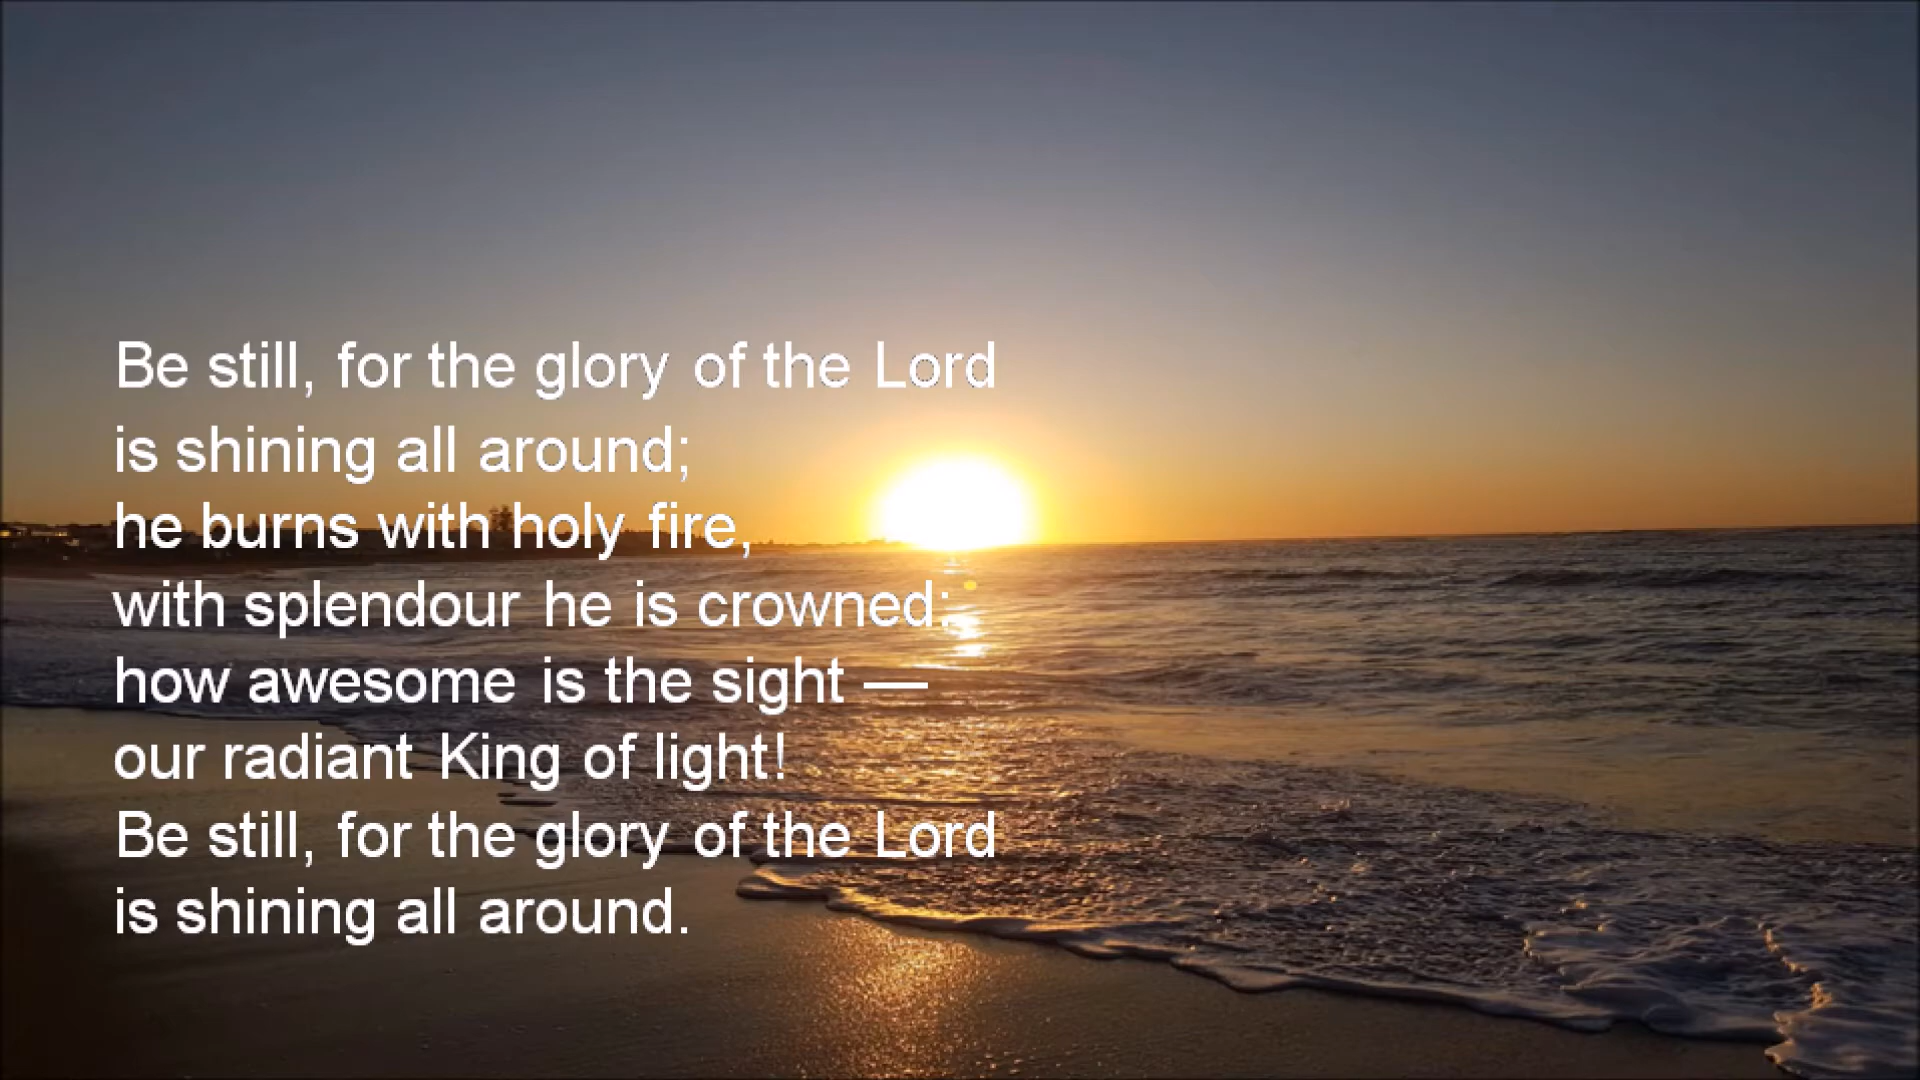 Be still, for the glory of the Lord
is shining all around;
he burns with holy fire,
with splendour he is crowned:
how awesome is the sight —
our radiant King of light!
Be still, for the glory of the Lord
is shining all around.